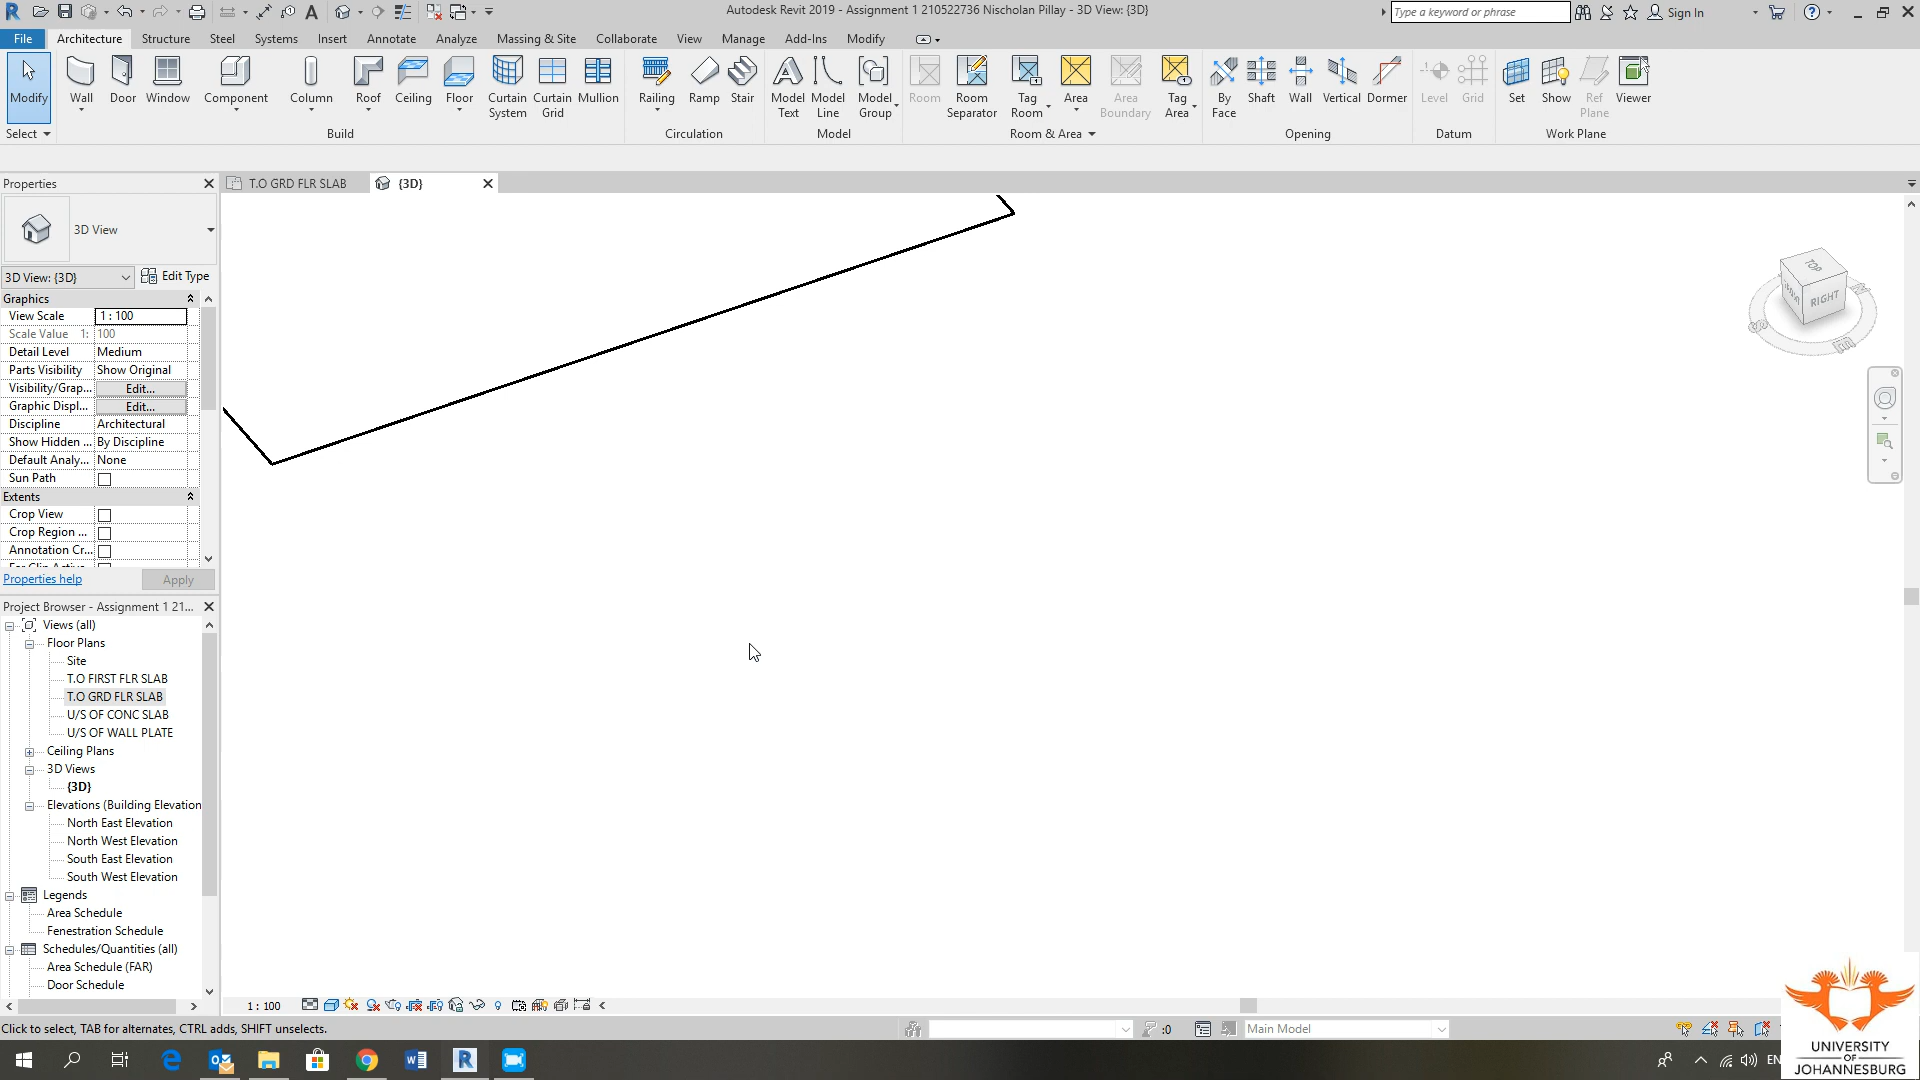 Autodesk Revit 2019 - Assignment 1 210522736 Nischolan Pillay - 3D View: {3D}
Type a keyword or phrase
Sign In
File Architecture Structure Steel Systems Insert Annotate Analyze Massing & Site Collaborate View Manage Add-Ins Modify
Modify Wall Door Window Component Column Roof Ceiling Floor Curtain System Curtain Grid Mullion Railing Ramp Stair Model Text Model Line Model Group Room Room Separator Tag Room Area Area Boundary Tag Area By Face Shaft Wall Vertical Dormer Level Grid Set Show Ref Plane Viewer
Select Build Circulation Model Room & Area Opening Datum Work Plane
Properties
T.O GRD FLR SLAB
{3D}
3D View
3D View: {3D}
Edit Type
Graphics
View Scale 1 : 100
Scale Value 1: 100
Detail Level Medium
Parts Visibility Show Original
Visibility/Grap... Edit...
Graphic Displ... Edit...
Discipline Architectural
Show Hidden ... By Discipline
Default Analy... None
Sun Path
Extents
Crop View
Crop Region ...
Annotation Cr...
Properties help
Apply
TOP
RIGHT
Project Browser - Assignment 1 21...
Views (all)
Floor Plans
Site
T.O FIRST FLR SLAB
T.O GRD FLR SLAB
U/S OF CONC SLAB
U/S OF WALL PLATE
Ceiling Plans
3D Views
{3D}
Elevations (Building Elevation
North East Elevation
North West Elevation
South East Elevation
South West Elevation
Legends
Area Schedule
Fenestration Schedule
Schedules/Quantities (all)
Area Schedule (FAR)
Door Schedule
1 : 100
Click to select, TAB for alternates, CTRL adds, SHIFT unselects.
:0
Main Model
UNIVERSITY
OF
JOHANNESBURG